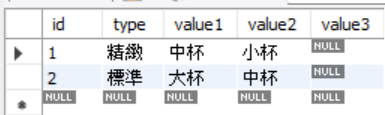 id type value1 value2 value3
1 精緻 中杯 小杯 NULL
2 標準 大杯 中杯 NULL
NULL NULL NULL NULL NULL